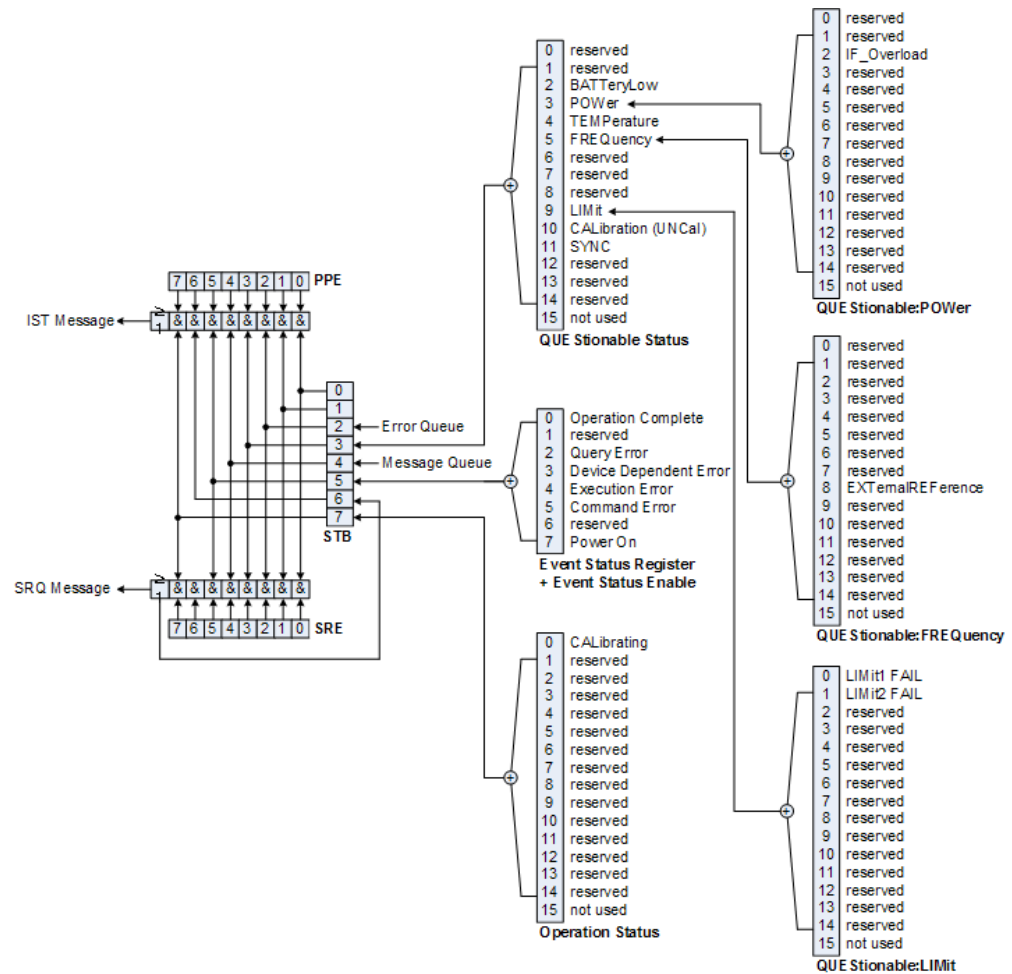 7 6 5 4 3 2 1 0 PPE
IST Message
& & & & & & & &
0
1
2 Error Queue
3
4 Message Queue
5
6
7
STB
SRQ Message
& & & & & & & &
7 6 5 4 3 2 1 0 SRE
0 reserved
1 reserved
2 BATTeryLow
3 POWer
4 TEMPerature
5 FREQuency
6 reserved
7 reserved
8 reserved
9 LIMit
10 CALibration (UNCal)
11 SYNC
12 reserved
13 reserved
14 reserved
15 not used
QUEStionable Status
0 Operation Complete
1 reserved
2 Query Error
3 Device Dependent Error
4 Execution Error
5 Command Error
6 reserved
7 Power On
Event Status Register
+ Event Status Enable
0 CALibrating
1 reserved
2 reserved
3 reserved
4 reserved
5 reserved
6 reserved
7 reserved
8 reserved
9 reserved
10 reserved
11 reserved
12 reserved
13 reserved
14 reserved
15 not used
Operation Status
0 reserved
1 reserved
2 IF_Overload
3 reserved
4 reserved
5 reserved
6 reserved
7 reserved
8 reserved
9 reserved
10 reserved
11 reserved
12 reserved
13 reserved
14 reserved
15 not used
QUEStionable:POWer
0 reserved
1 reserved
2 reserved
3 reserved
4 reserved
5 reserved
6 reserved
7 reserved
8 EXTernalREFerence
9 reserved
10 reserved
11 reserved
12 reserved
13 reserved
14 reserved
15 not used
QUEStionable:FREQuency
0 LIMit1 FAIL
1 LIMit2 FAIL
2 reserved
3 reserved
4 reserved
5 reserved
6 reserved
7 reserved
8 reserved
9 reserved
10 reserved
11 reserved
12 reserved
13 reserved
14 reserved
15 not used
QUEStionable:LIMit